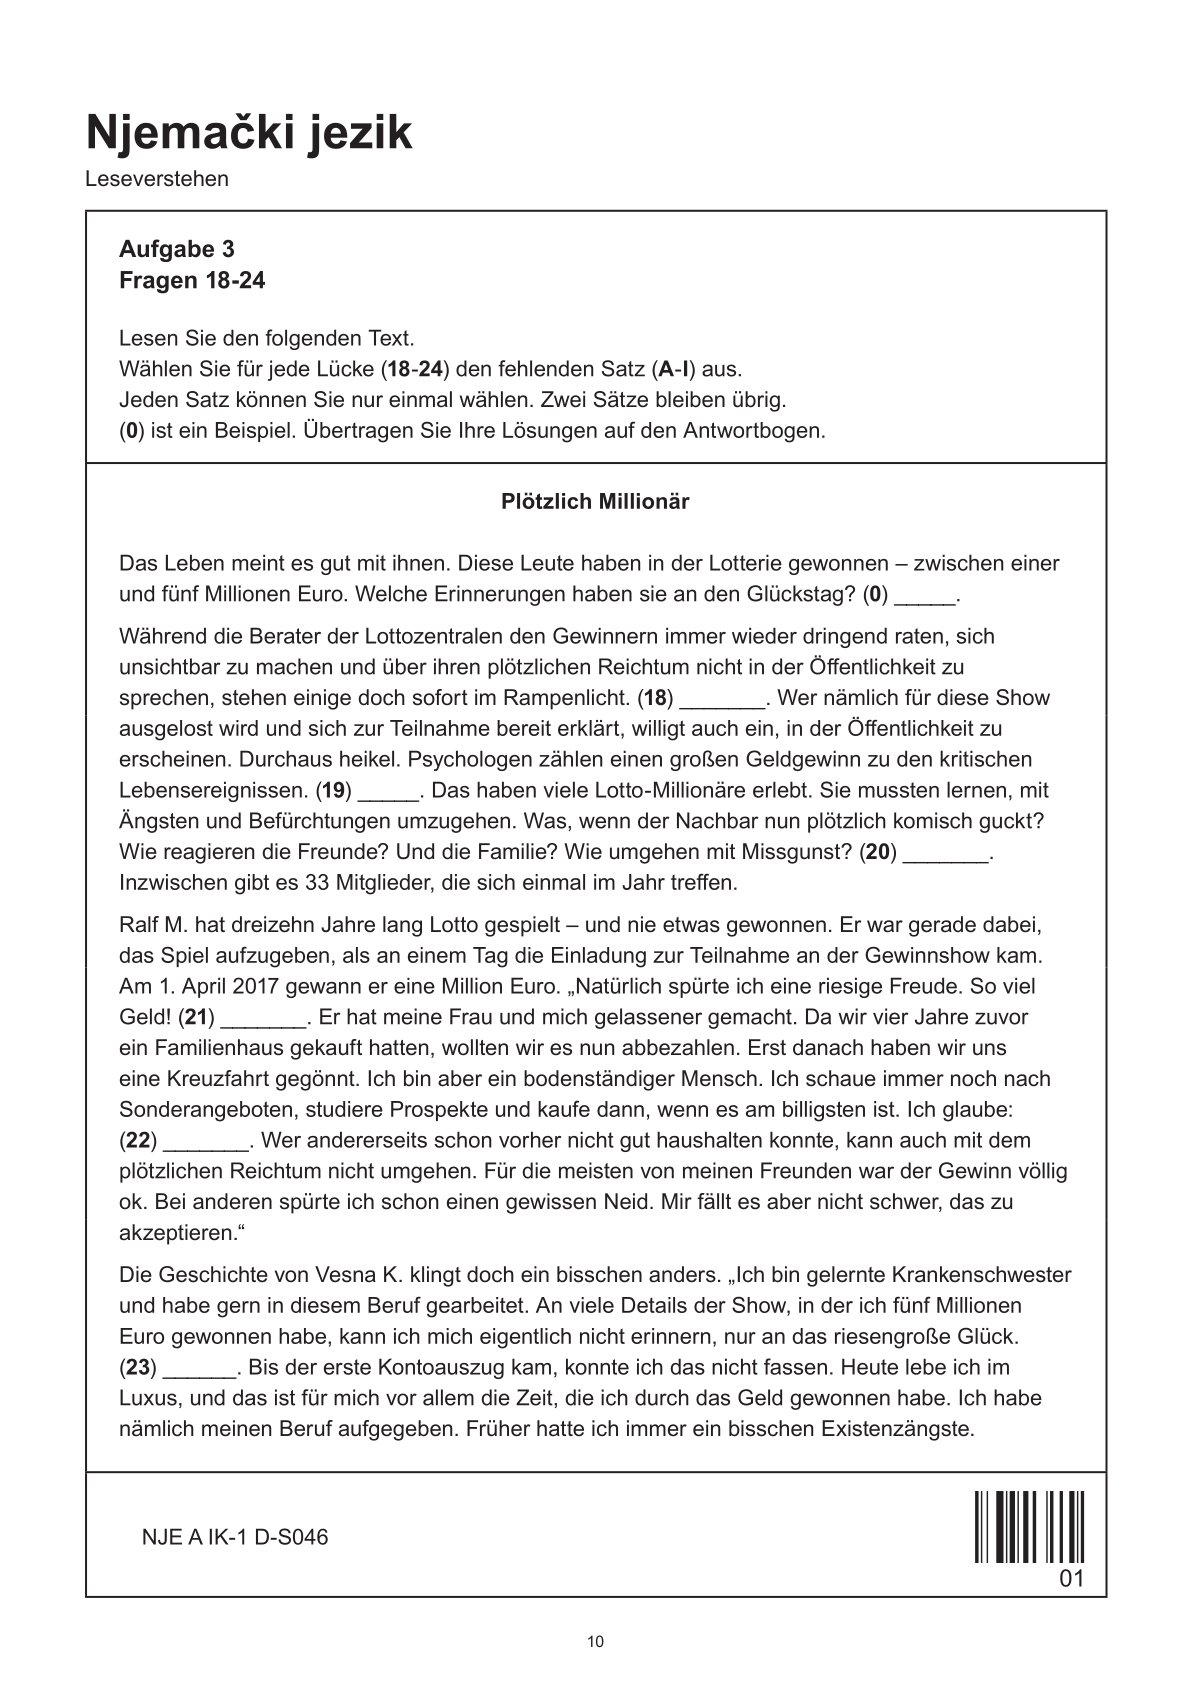 Njemački jezik
Leseverstehen
Aufgabe 3
Fragen 18-24
Lesen Sie den folgenden Text.
Wählen Sie für jede Lücke (18-24) den fehlenden Satz (A-I) aus.
Jeden Satz können Sie nur einmal wählen. Zwei Sätze bleiben übrig.
(0) ist ein Beispiel. Übertragen Sie Ihre Lösungen auf den Antwortbogen.
Plötzlich Millionär
Das Leben meint es gut mit ihnen. Diese Leute haben in der Lotterie gewonnen – zwischen einer
und fünf Millionen Euro. Welche Erinnerungen haben sie an den Glückstag? (0) _____.
Während die Berater der Lottozentralen den Gewinnern immer wieder dringend raten, sich
unsichtbar zu machen und über ihren plötzlichen Reichtum nicht in der Öffentlichkeit zu
sprechen, stehen einige doch sofort im Rampenlicht. (18) _______. Wer nämlich für diese Show
ausgelost wird und sich zur Teilnahme bereit erklärt, willigt auch ein, in der Öffentlichkeit zu
erscheinen. Durchaus heikel. Psychologen zählen einen großen Geldgewinn zu den kritischen
Lebensereignissen. (19) _____. Das haben viele Lotto-Millionäre erlebt. Sie mussten lernen, mit
Ängsten und Befürchtungen umzugehen. Was, wenn der Nachbar nun plötzlich komisch guckt?
Wie reagieren die Freunde? Und die Familie? Wie umgehen mit Missgunst? (20) _______.
Inzwischen gibt es 33 Mitglieder, die sich einmal im Jahr treffen.
Ralf M. hat dreizehn Jahre lang Lotto gespielt – und nie etwas gewonnen. Er war gerade dabei,
das Spiel aufzugeben, als an einem Tag die Einladung zur Teilnahme an der Gewinnshow kam.
Am 1. April 2017 gewann er eine Million Euro. „Natürlich spürte ich eine riesige Freude. So viel
Geld! (21) _______. Er hat meine Frau und mich gelassener gemacht. Da wir vier Jahre zuvor
ein Familienhaus gekauft hatten, wollten wir es nun abbezahlen. Erst danach haben wir uns
eine Kreuzfahrt gegönnt. Ich bin aber ein bodenständiger Mensch. Ich schaue immer noch nach
Sonderangeboten, studiere Prospekte und kaufe dann, wenn es am billigsten ist. Ich glaube:
(22) _______. Wer andererseits schon vorher nicht gut haushalten konnte, kann auch mit dem
plötzlichen Reichtum nicht umgehen. Für die meisten von meinen Freunden war der Gewinn völlig
ok. Bei anderen spürte ich schon einen gewissen Neid. Mir fällt es aber nicht schwer, das zu
akzeptieren.“
Die Geschichte von Vesna K. klingt doch ein bisschen anders. „Ich bin gelernte Krankenschwester
und habe gern in diesem Beruf gearbeitet. An viele Details der Show, in der ich fünf Millionen
Euro gewonnen habe, kann ich mich eigentlich nicht erinnern, nur an das riesengroße Glück.
(23) ______. Bis der erste Kontoauszug kam, konnte ich das nicht fassen. Heute lebe ich im
Luxus, und das ist für mich vor allem die Zeit, die ich durch das Geld gewonnen habe. Ich habe
nämlich meinen Beruf aufgegeben. Früher hatte ich immer ein bisschen Existenzängste.
NJE A IK-1 D-S046
01
10